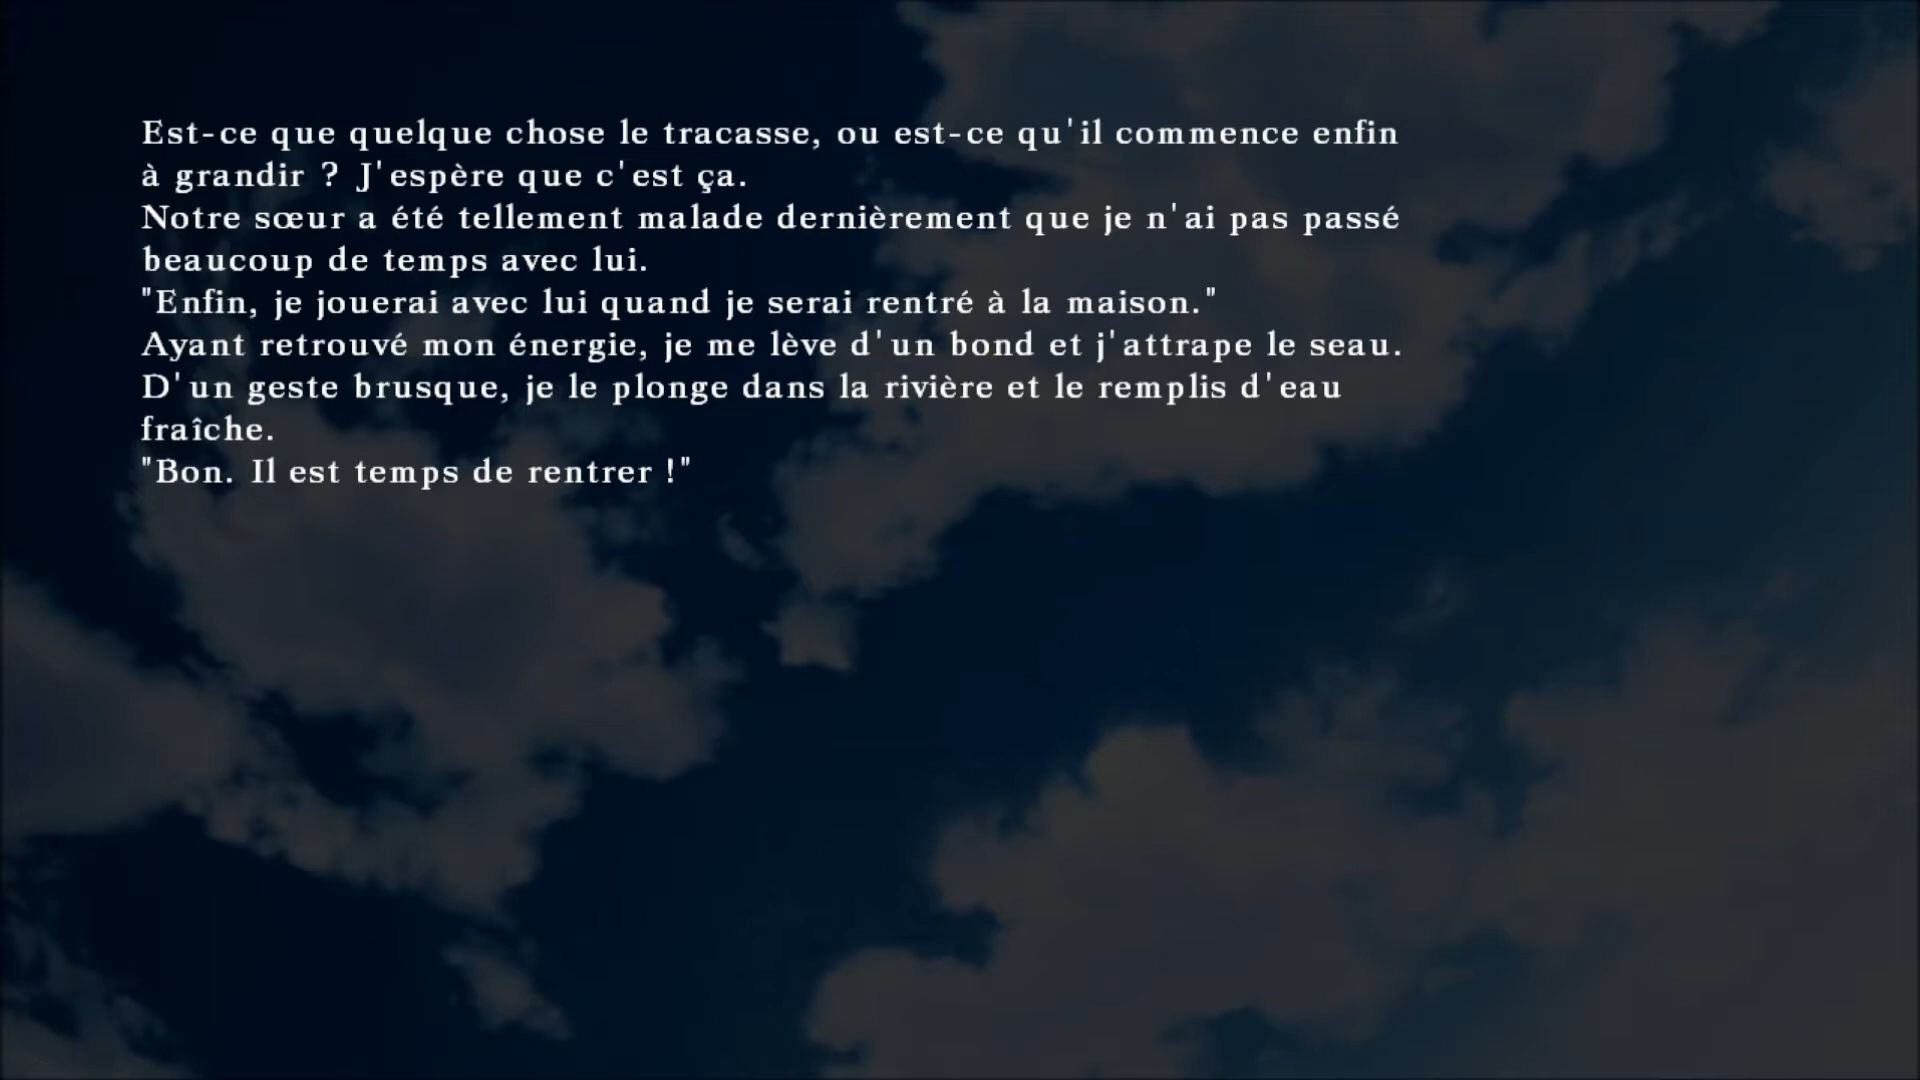 Est-ce que quelque chose le tracasse, ou est-ce qu'il commence enfin
à grandir ? J'espère que c'est ça.
Notre sœur a été tellement malade dernièrement que je n'ai pas passé
beaucoup de temps avec lui.
"Enfin, je jouerai avec lui quand je serai rentré à la maison."
Ayant retrouvé mon énergie, je me lève d'un bond et j'attrape le seau.
D'un geste brusque, je le plonge dans la rivière et le remplis d'eau
fraîche.
"Bon. Il est temps de rentrer !"